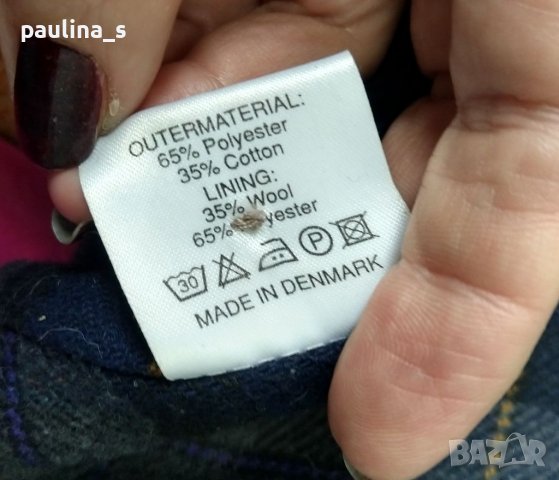 paulina_s
OUTERMATERIAL:
65% Polyester
35% Cotton
LINING:
35% Wool
65%
30 P
MADE IN DENMARK
BAZAR